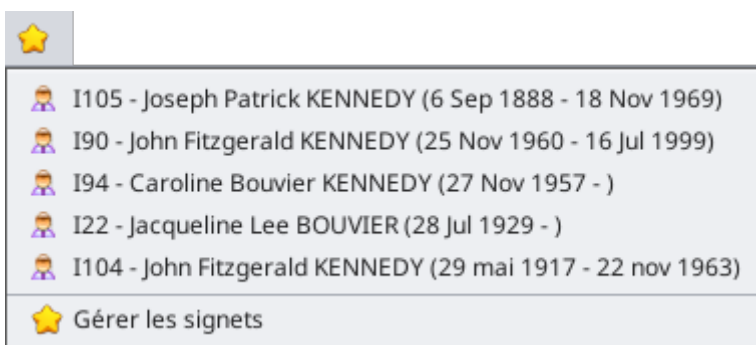 I105 - Joseph Patrick KENNEDY (6 Sep 1888 - 18 Nov 1969)
I90 - John Fitzgerald KENNEDY (25 Nov 1960 - 16 Jul 1999)
I94 - Caroline Bouvier KENNEDY (27 Nov 1957 - )
I22 - Jacqueline Lee BOUVIER (28 Jul 1929 - )
I104 - John Fitzgerald KENNEDY (29 mai 1917 - 22 nov 1963)
Gérer les signets